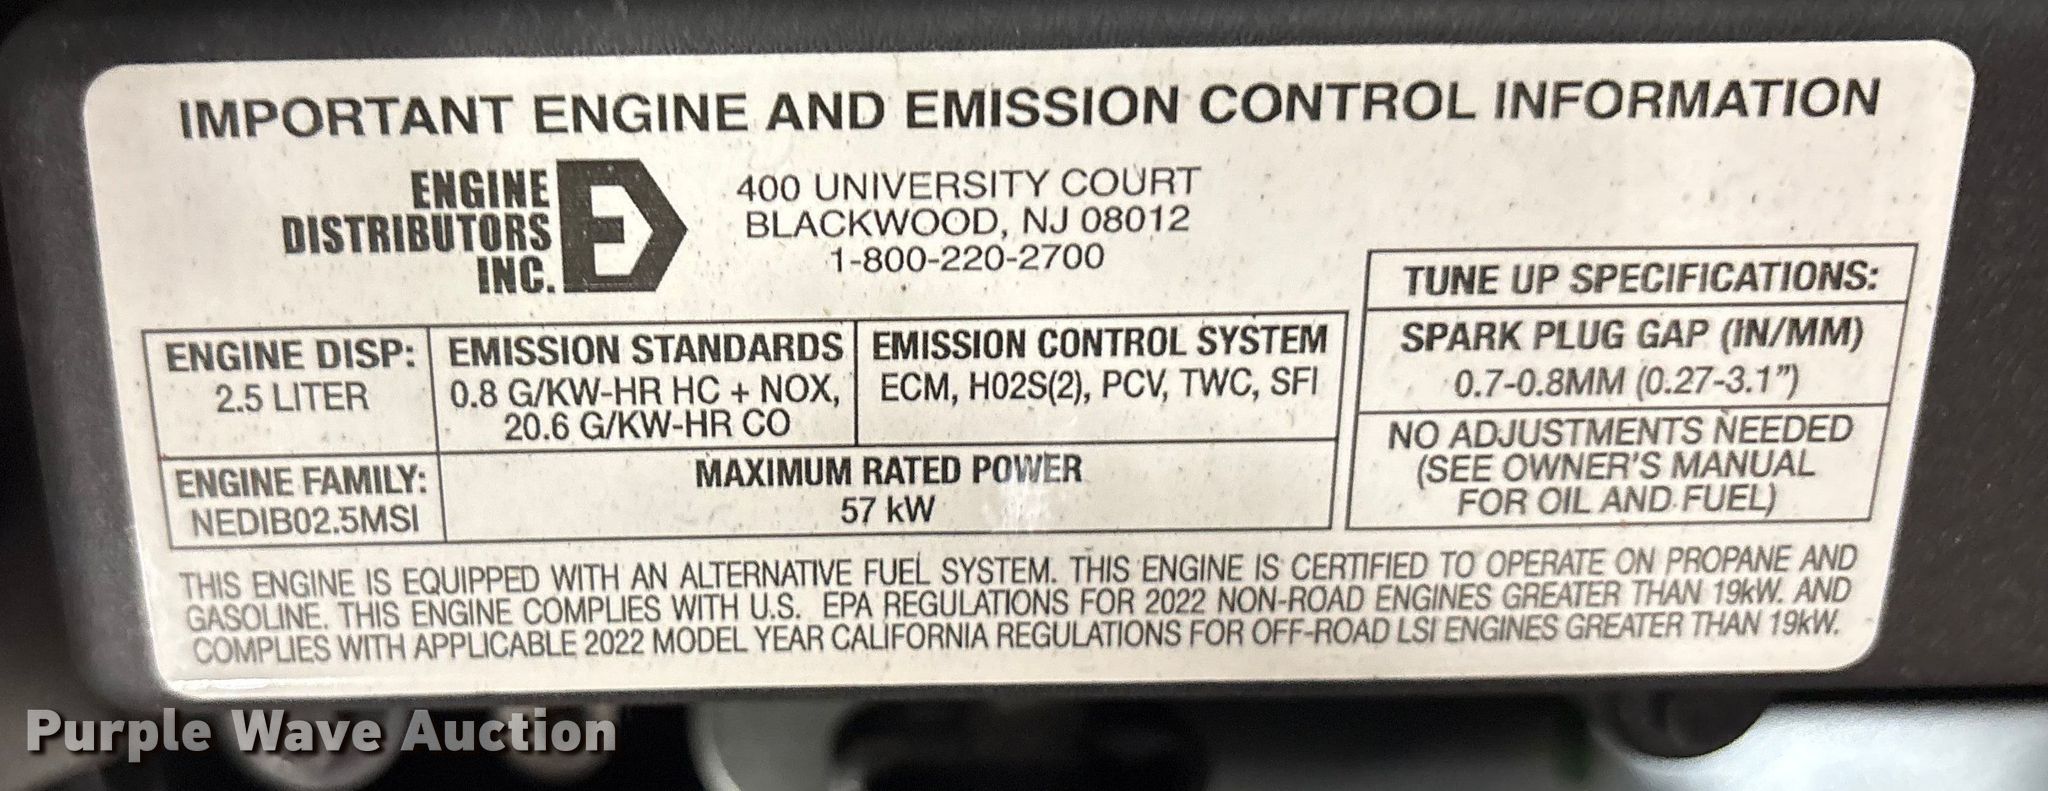 IMPORTANT ENGINE AND EMISSION CONTROL INFORMATION
ENGINE
DISTRIBUTORS
INC.
E
400 UNIVERSITY COURT
BLACKWOOD, NJ 08012
1-800-220-2700
ENGINE DISP:
2.5 LITER
EMISSION STANDARDS
0.8 G/KW-HR HC + NOX,
20.6 G/KW-HR CO
EMISSION CONTROL SYSTEM
ECM, H02S(2), PCV, TWC, SFI
ENGINE FAMILY:
NEDIB02.5MSI
MAXIMUM RATED POWER
57 kW
TUNE UP SPECIFICATIONS:
SPARK PLUG GAP (IN/MM)
0.7-0.8MM (0.27-3.1")
NO ADJUSTMENTS NEEDED
(SEE OWNER'S MANUAL
FOR OIL AND FUEL)
THIS ENGINE IS EQUIPPED WITH AN ALTERNATIVE FUEL SYSTEM. THIS ENGINE IS CERTIFIED TO OPERATE ON PROPANE AND
GASOLINE. THIS ENGINE COMPLIES WITH U.S. EPA REGULATIONS FOR 2022 NON-ROAD ENGINES GREATER THAN 19kW. AND
COMPLIES WITH APPLICABLE 2022 MODEL YEAR CALIFORNIA REGULATIONS FOR OFF-ROAD LSI ENGINES GREATER THAN 19kW.
Purple Wave Auction